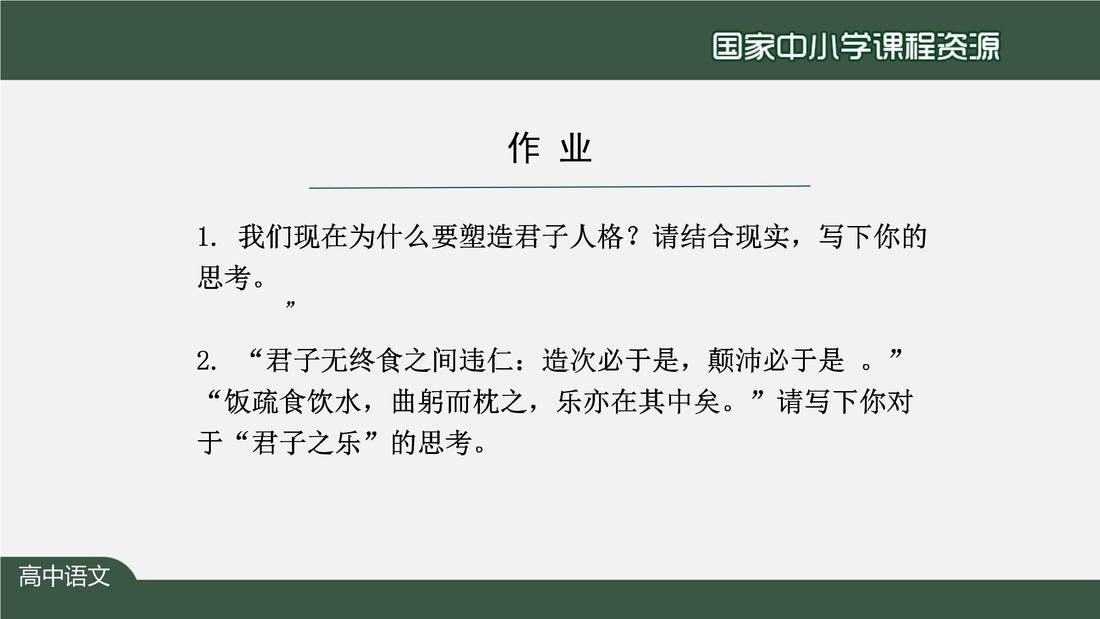 国家中小学课程资源
作 业
1. 我们现在为什么要塑造君子人格？请结合现实，写下你的
思考。
”
2. “君子无终食之间违仁：造次必于是，颠沛必于是 。”
“饭疏食饮水，曲躬而枕之，乐亦在其中矣。”请写下你对
于“君子之乐”的思考。
高中语文